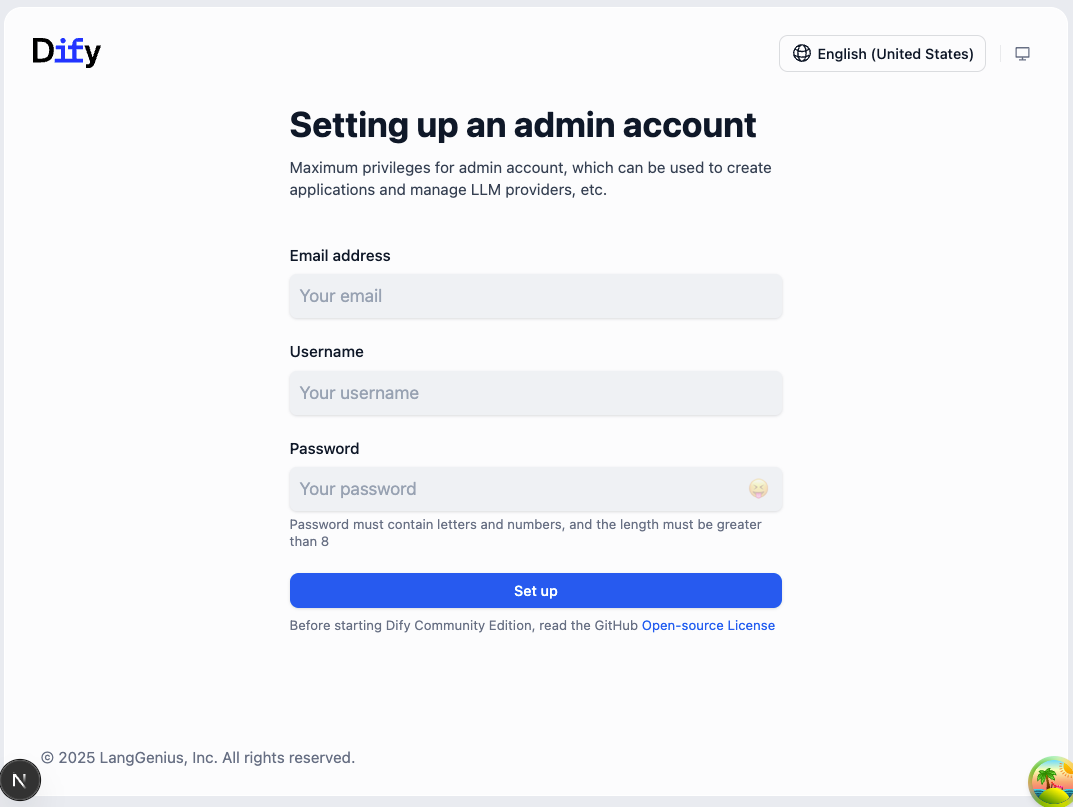 Dify
English (United States)
Setting up an admin account
Maximum privileges for admin account, which can be used to create
applications and manage LLM providers, etc.
Email address
Your email
Username
Your username
Password
Your password
Password must contain letters and numbers, and the length must be greater
than 8
Set up
Before starting Dify Community Edition, read the GitHub Open-source License
© 2025 LangGenius, Inc. All rights reserved.
N